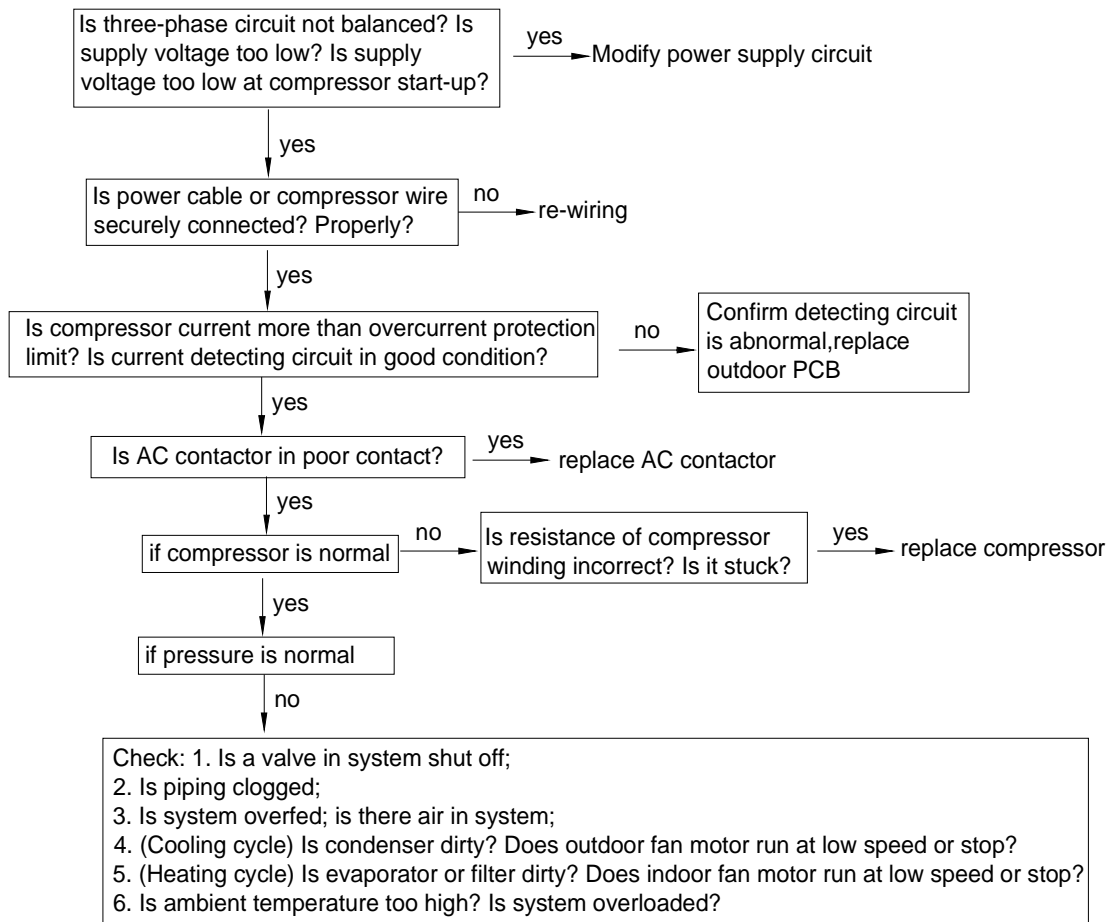 Is three-phase circuit not balanced? Is
supply voltage too low? Is supply
voltage too low at compressor start-up?
yes
Modify power supply circuit
yes
Is power cable or compressor wire
securely connected? Properly?
no
re-wiring
yes
Is compressor current more than overcurrent protection
limit? Is current detecting circuit in good condition?
no
Confirm detecting circuit
is abnormal,replace
outdoor PCB
yes
Is AC contactor in poor contact?
yes
replace AC contactor
yes
if compressor is normal
no
Is resistance of compressor
winding incorrect? Is it stuck?
yes
replace compressor
yes
if pressure is normal
no
Check: 1. Is a valve in system shut off;
2. Is piping clogged;
3. Is system overfed; is there air in system;
4. (Cooling cycle) Is condenser dirty? Does outdoor fan motor run at low speed or stop?
5. (Heating cycle) Is evaporator or filter dirty? Does indoor fan motor run at low speed or stop?
6. Is ambient temperature too high? Is system overloaded?